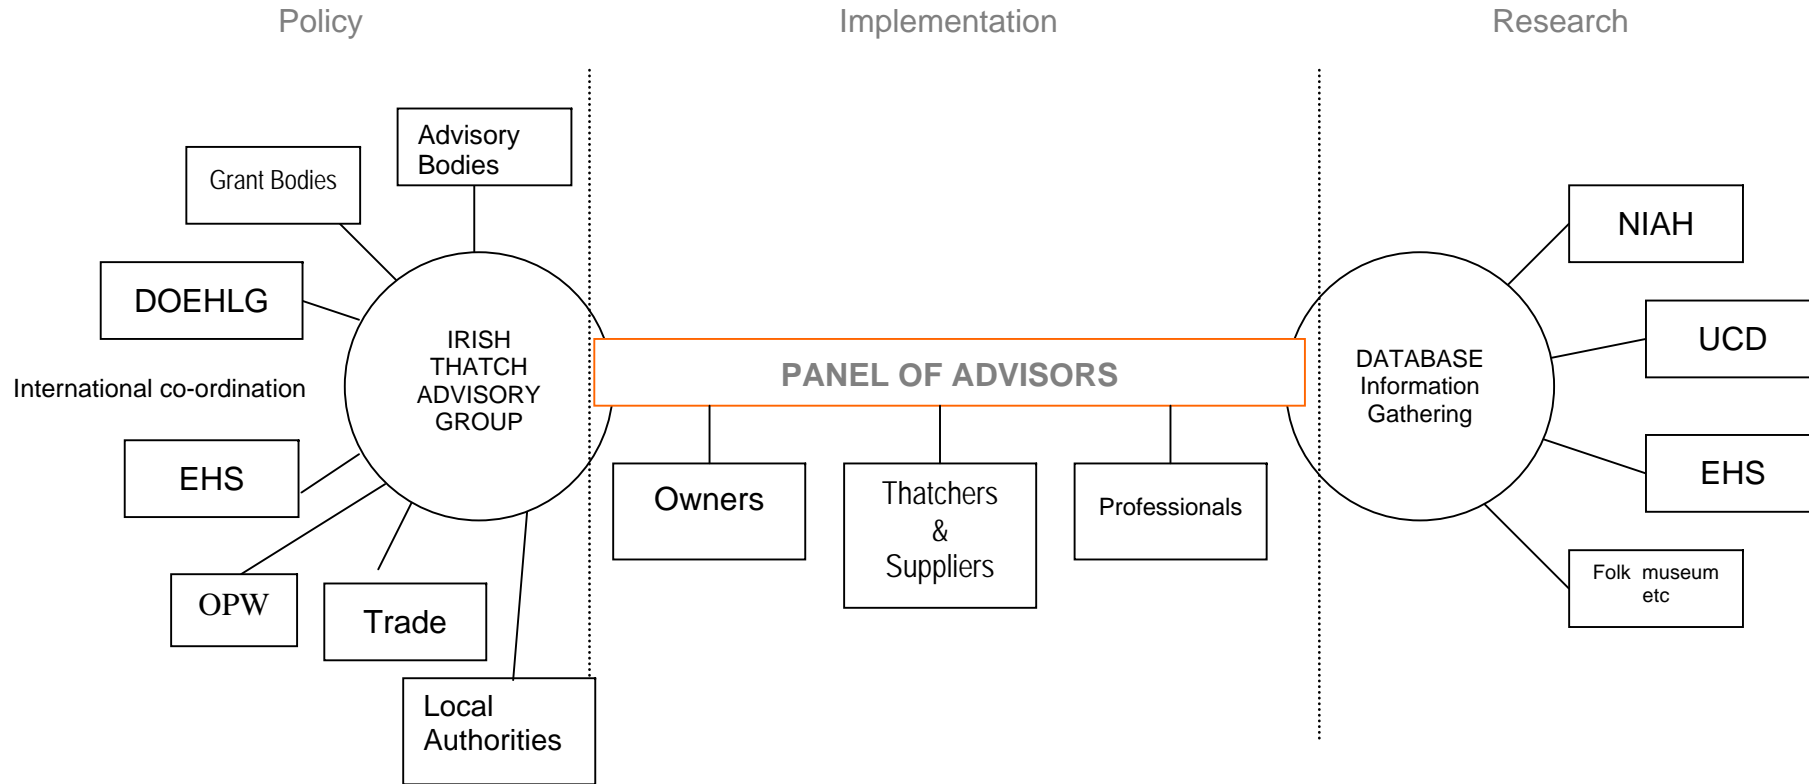 Policy
Implementation
Research
Advisory
Bodies
Grant Bodies
DOEHLG
International co-ordination
EHS
OPW
Trade
Local
Authorities
IRISH
THATCH
ADVISORY
GROUP
PANEL OF ADVISORS
Owners
Thatchers
&
Suppliers
Professionals
DATABASE
Information
Gathering
NIAH
UCD
EHS
Folk museum
etc